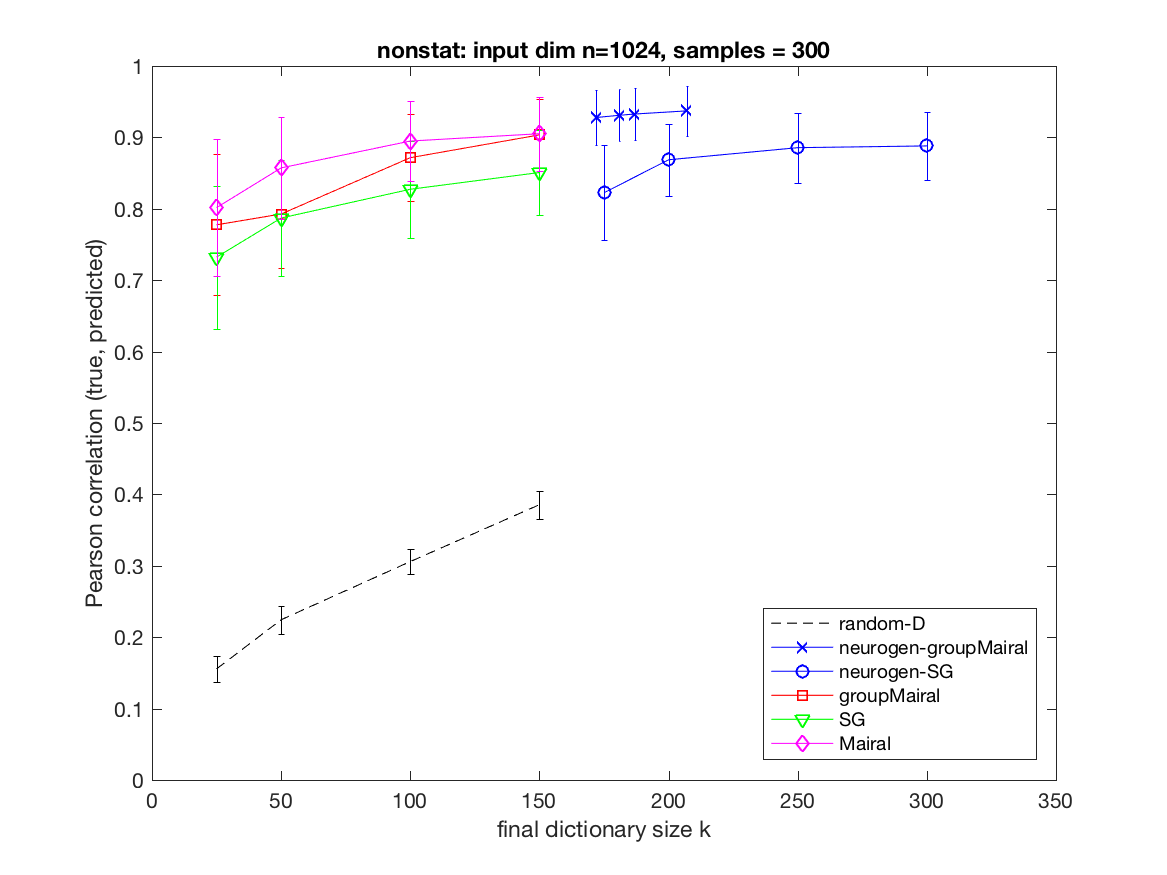 nonstat: input dim n=1024, samples = 300
Pearson correlation (true, predicted)
1
0.9
0.8
0.7
0.6
0.5
0.4
0.3
0.2
0.1
0
random-D
neurogen-groupMairal
neurogen-SG
groupMairal
SG
Mairal
0 50 100 150 200 250 300 350
final dictionary size k